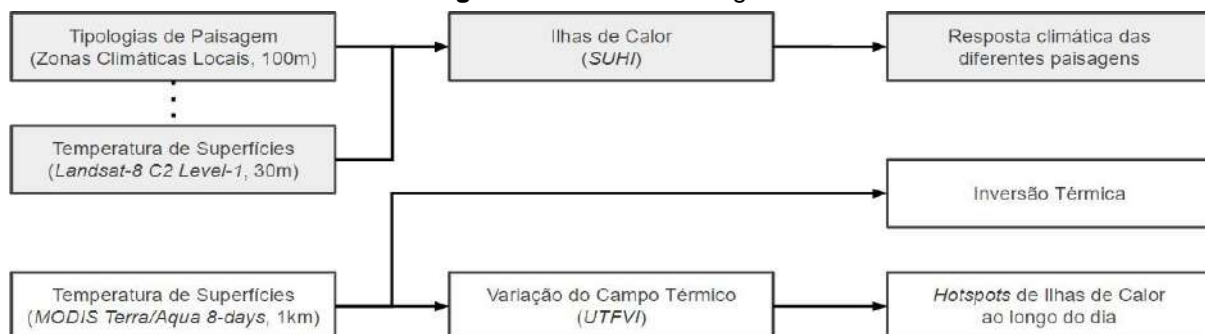 Tipologias de Paisagem
(Zonas Climáticas Locais, 100m)
Ilhas de Calor
(SUHI)
Resposta climática das
diferentes paisagens
Temperatura de Superfícies
(Landsat-8 C2 Level-1, 30m)
Inversão Térmica
Temperatura de Superfícies
(MODIS Terra/Aqua 8-days, 1km)
Variação do Campo Térmico
(UTFVI)
Hotspots de Ilhas de Calor
ao longo do dia